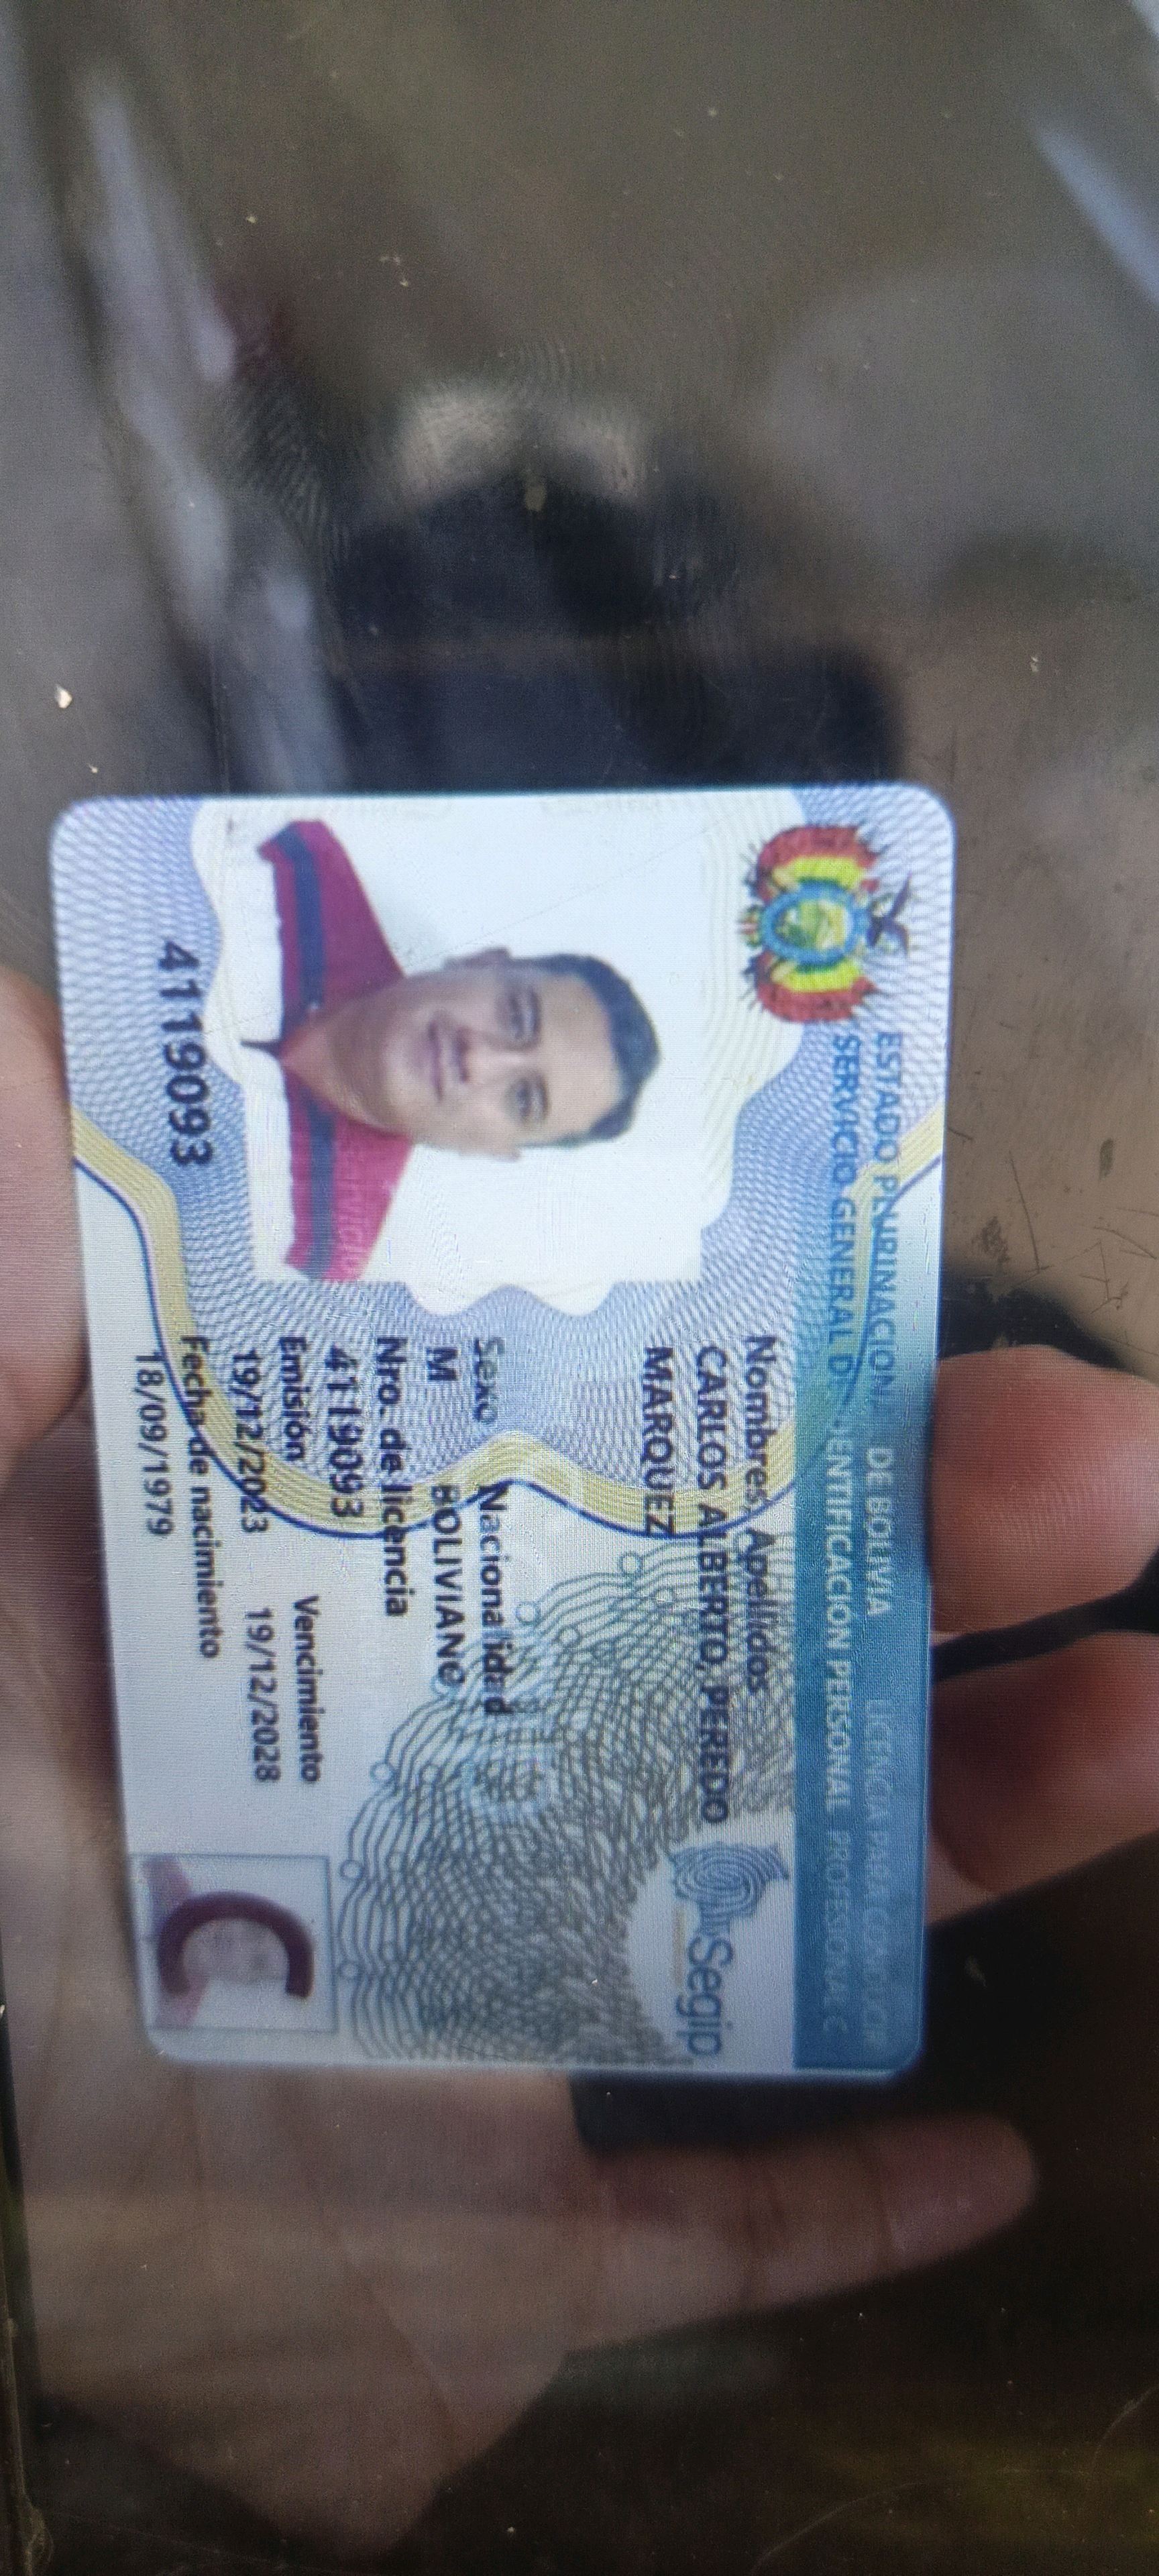 ESTADO PLURINACIONAL DE BOLIVIA LICENCIA PARA CONDUCIR
SERVICIO GENERAL DE IDENTIFICACIÓN PERSONAL PROFESIONAL C
Nombres, Apellidos
CARLOS ALBERTO, PEREDO
MARQUEZ
Segip
Sexo Nacionalidad
M BOLIVIANO
Nro. de licencia
4119093
Emisión Vencimiento
19/12/2023 19/12/2028
Fecha de nacimiento
18/09/1979
4119093
C